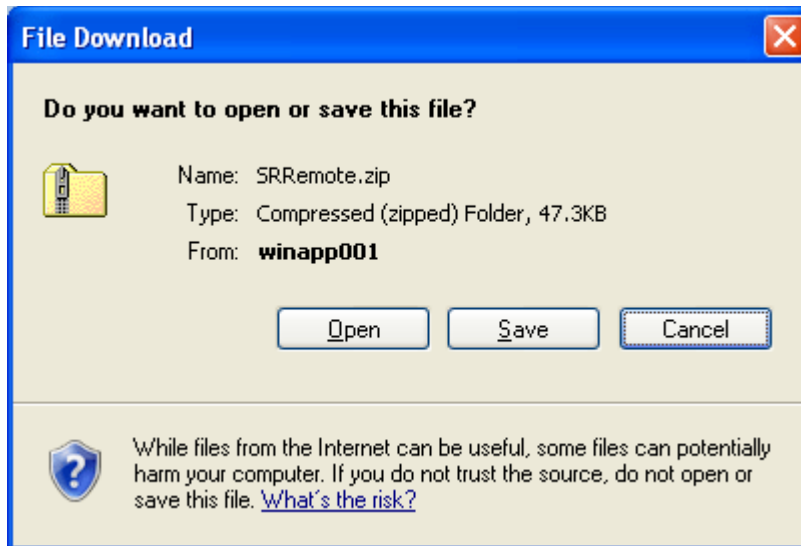 File Download
Do you want to open or save this file?
Name: SRRemote.zip
Type: Compressed (zipped) Folder, 47.3KB
From: winapp001
Open Save Cancel
While files from the Internet can be useful, some files can potentially
harm your computer. If you do not trust the source, do not open or
save this file. What's the risk?